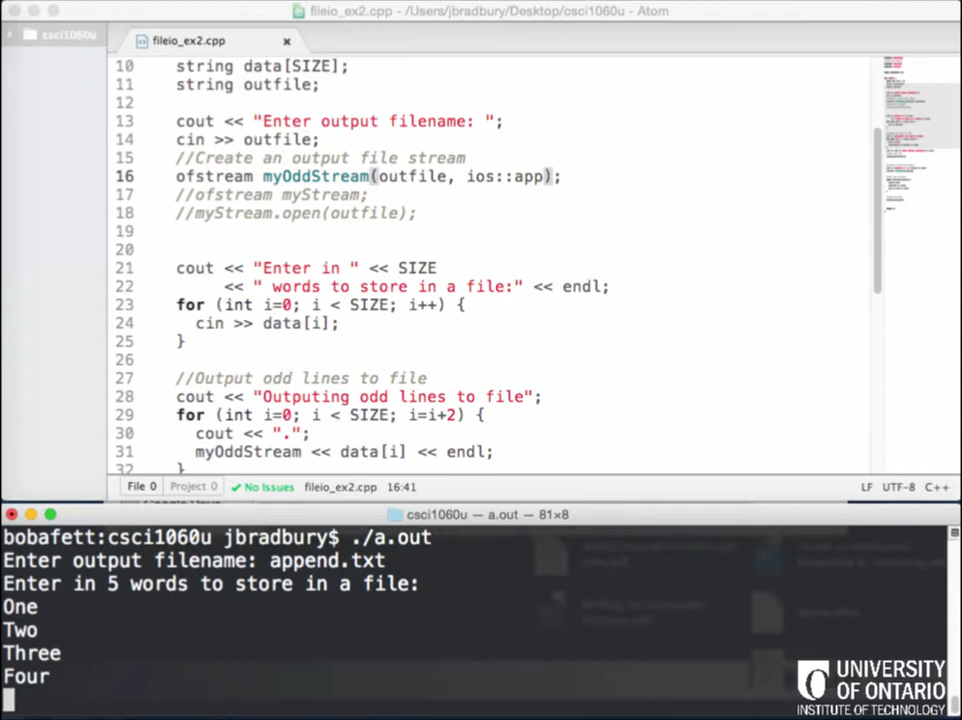 fileio_ex2.cpp - /Users/jbradbury/Desktop/csci1060u - Atom
csci1060u
fileio_ex2.cpp
10 string data[SIZE];
11 string outfile;
12
13 cout << "Enter output filename: ";
14 cin >> outfile;
15 //Create an output file stream
16 ofstream myOddStream(outfile, ios::app);
17 //ofstream myStream;
18 //myStream.open(outfile);
19
20
21 cout << "Enter in " << SIZE
22 << " words to store in a file:" << endl;
23 for (int i=0; i < SIZE; i++) {
24 cin >> data[i];
25 }
26
27 //Output odd lines to file
28 cout << "Outputing odd lines to file";
29 for (int i=0; i < SIZE; i=i+2) {
30 cout << ".";
31 myOddStream << data[i] << endl;
32 }
File 0 Project 0 No Issues fileio_ex2.cpp 16:41 LF UTF-8 C++
csci1060u — a.out — 81×8
bobafett:csci1060u jbradbury$ ./a.out
Enter output filename: append.txt
Enter in 5 words to store in a file:
One
Two
Three
Four
UNIVERSITY
OF ONTARIO
INSTITUTE OF TECHNOLOGY